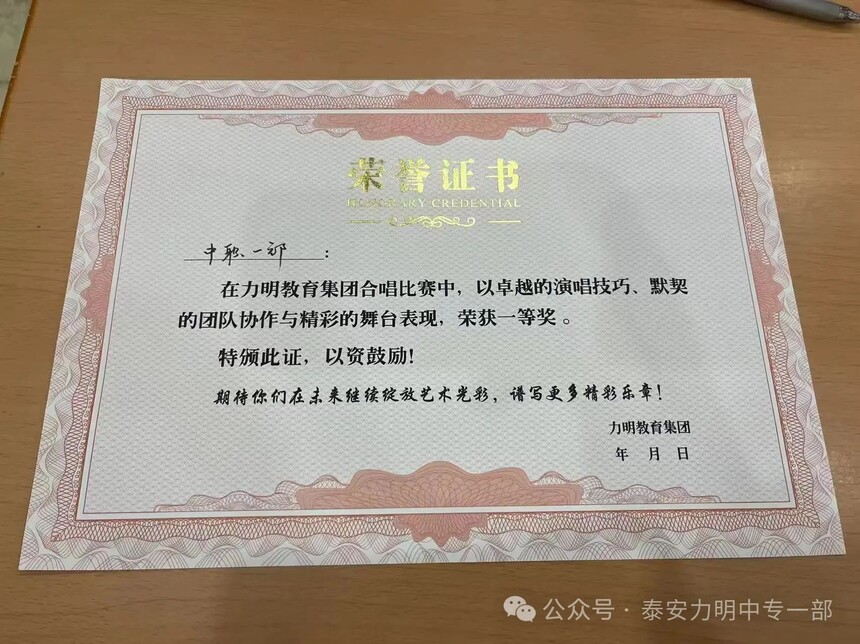 荣誉证书
HONORARY CREDENTIAL
中职一部：
在力明教育集团合唱比赛中，以卓越的演唱技巧、默契
的团队协作与精彩的舞台表现，荣获一等奖。
特颁此证，以资鼓励！
期待你们在未来继续绽放艺术光彩，谱写更多精彩乐章！
力明教育集团
年 月 日
公众号·泰安力明中专一部